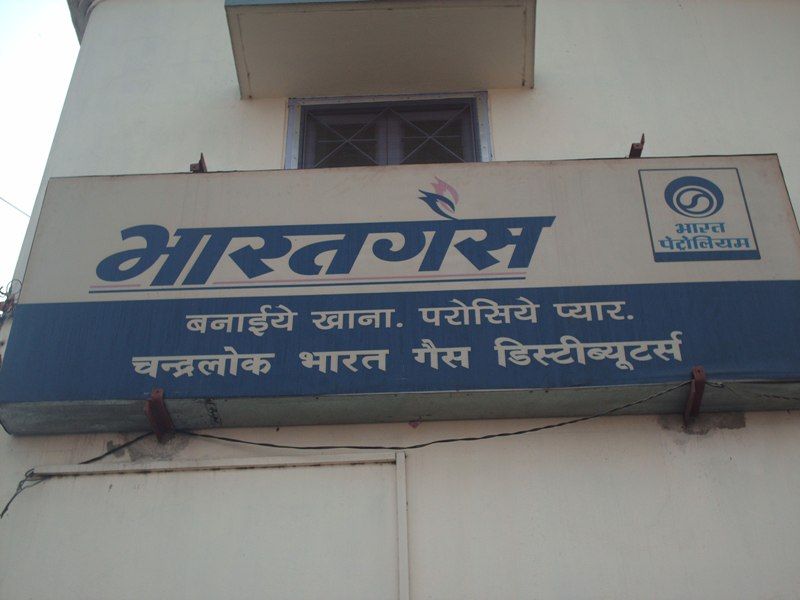 भारतगैस
भारत
पेट्रोलियम
बनाईये खाना. परोसिये प्यार.
चन्द्रलोक भारत गैस डिस्टीब्यूटर्स